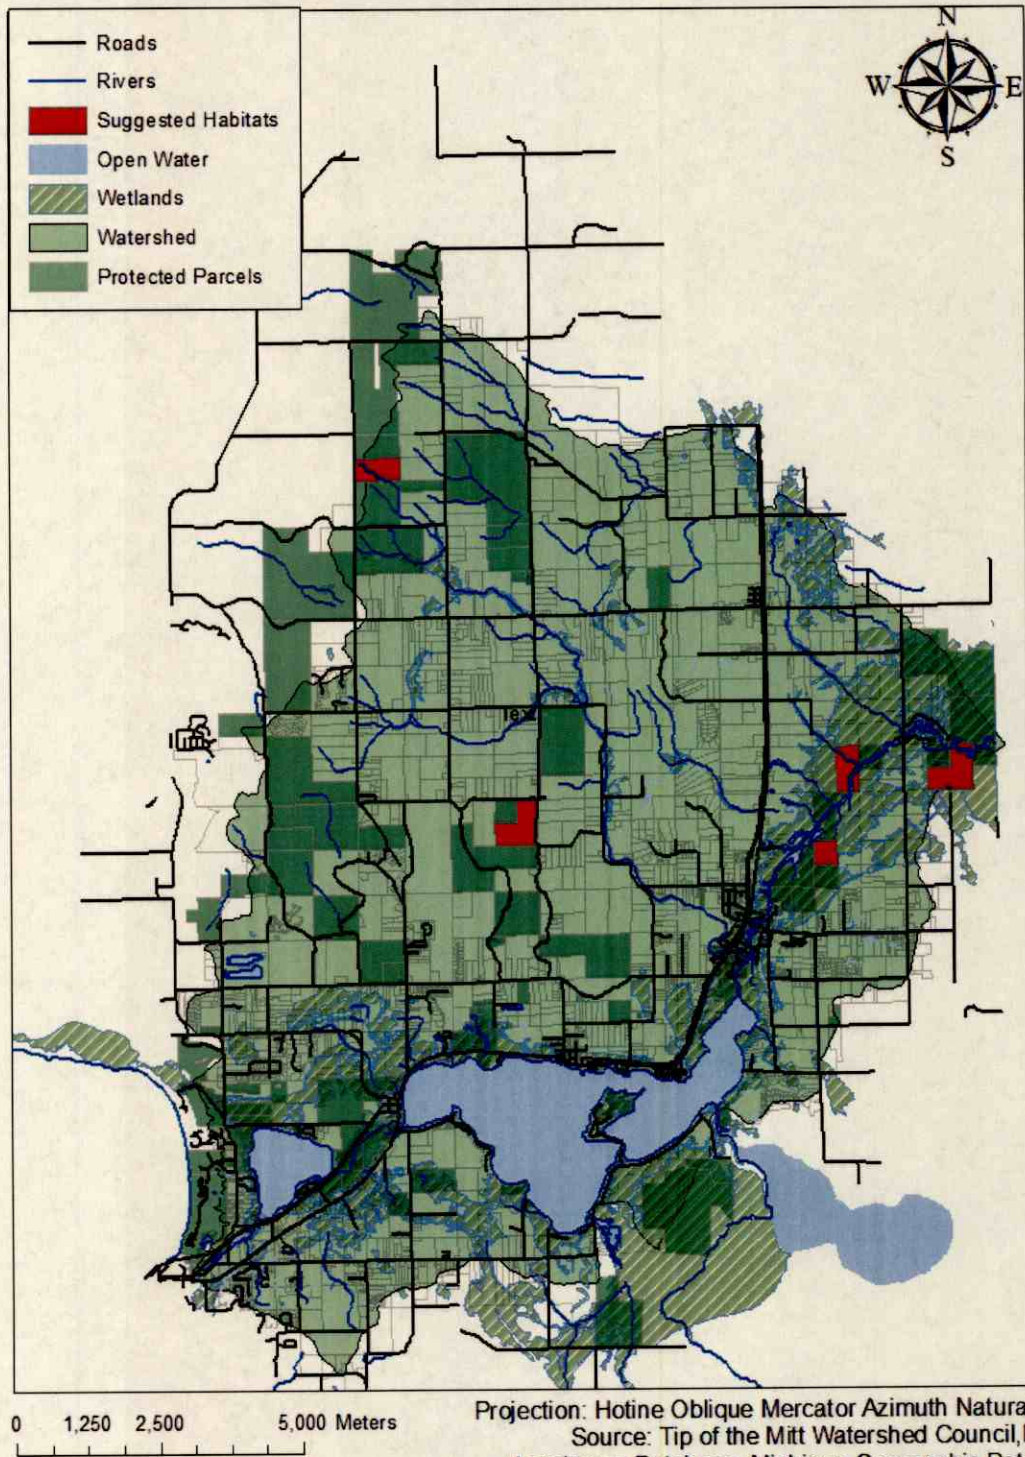 Roads
Rivers
Suggested Habitats
Open Water
Wetlands
Watershed
Protected Parcels
N
W
E
S
Text
0 1,250 2,500 5,000 Meters
Projection: Hotine Oblique Mercator Azimuth Natura
Source: Tip of the Mitt Watershed Council,